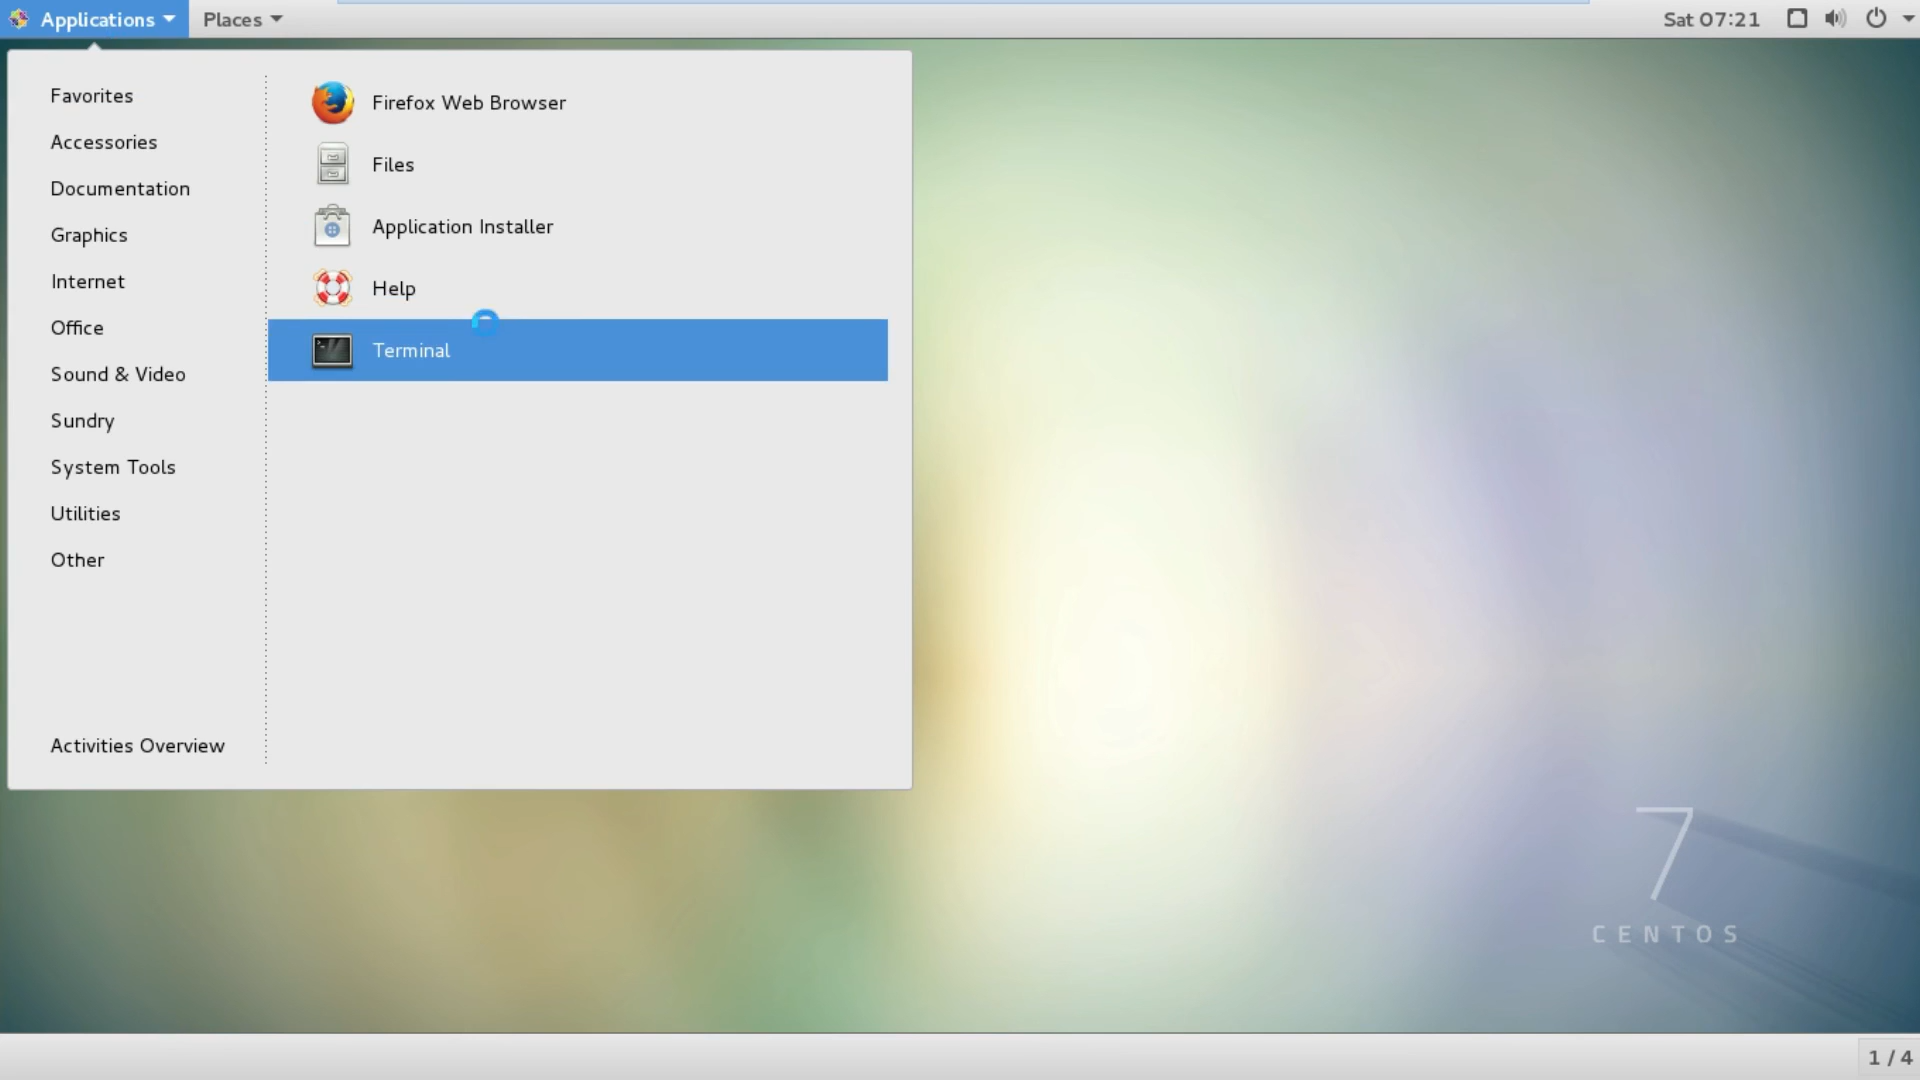 Applications
Places
Sat 07:21
Favorites
Accessories
Documentation
Graphics
Internet
Office
Sound & Video
Sundry
System Tools
Utilities
Other
Activities Overview
Firefox Web Browser
Files
Application Installer
Help
Terminal
7
CENTOS
1 / 4